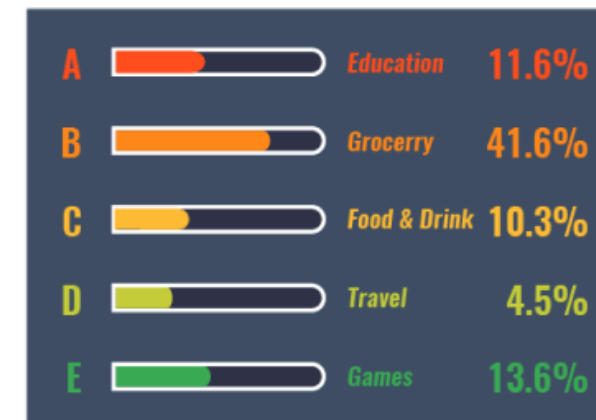 A Education 11.6%
B Grocerry 41.6%
C Food & Drink 10.3%
D Travel 4.5%
E Games 13.6%